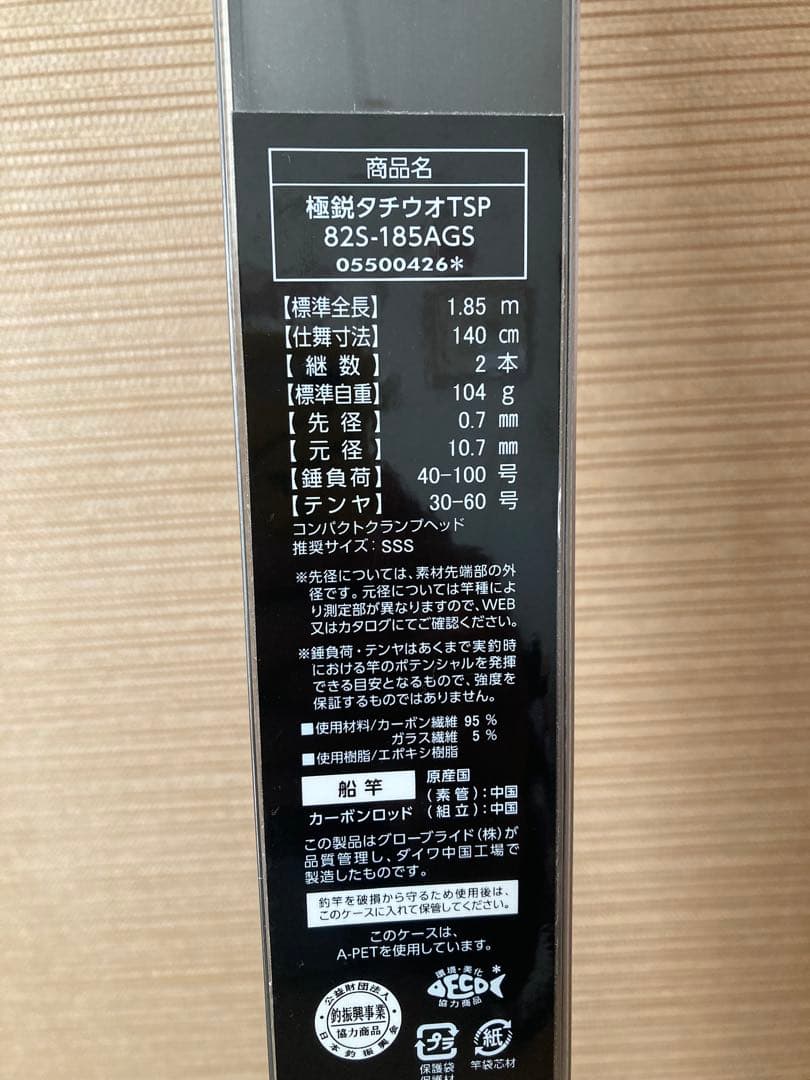 商品名
極鋭タチウオTSP
82S-185AGS
05500426*
【標準全長】 1.85 m
【仕舞寸法】 140 cm
【継数】 2 本
【標準自重】 104 g
【先径】 0.7 mm
【元径】 10.7 mm
【錘負荷】 40-100 号
【テンヤ】 30-60 号
コンパクトクランプヘッド
推奨サイズ：SSS
※先径については、素材先端部の外
径です。元径については竿種によ
り測定部が異なりますので、WEB
又はカタログにてご確認ください。
※錘負荷・テンヤはあくまで実釣時
における竿のポテンシャルを発揮
できる目安となるもので、強度を
保証するものではありません。
■使用材料/カーボン繊維 95 %
ガラス繊維 5 %
■使用樹脂/エポキシ樹脂
船竿
カーボンロッド
原産国
(素管):中国
(組立):中国
この製品はグローブライド(株)が
品質管理し、ダイワ中国工場で
製造したものです。
釣竿を破損から守るため使用後は、
このケースに入れて保管してください。
このケースは、
A-PETを使用しています。
公益財団法人
釣振興事業
協力商品
日本釣振興会
環境・美化
ECO
協力商品
プラ
保護袋
保護材
紙
竿袋芯材